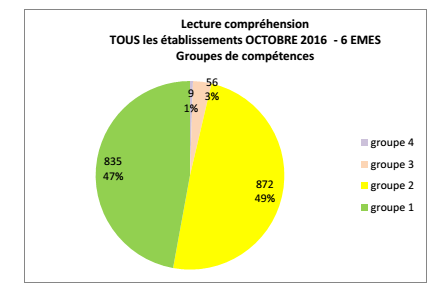 Lecture compréhension
TOUS les établissements OCTOBRE 2016 - 6 EMES
Groupes de compétences
9
1%
56
3%
872
49%
835
47%
groupe 4
groupe 3
groupe 2
groupe 1